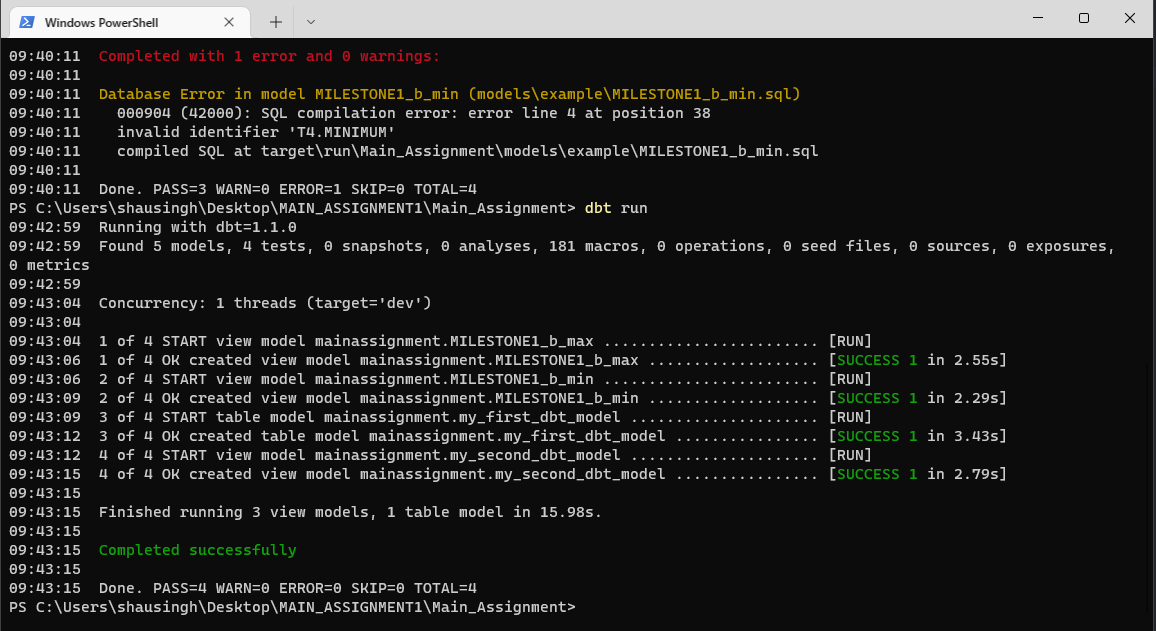 Windows PowerShell
09:40:11  Completed with 1 error and 0 warnings:
09:40:11
09:40:11  Database Error in model MILESTONE1_b_min (models\example\MILESTONE1_b_min.sql)
09:40:11    000904 (42000): SQL compilation error: error line 4 at position 38
09:40:11    invalid identifier 'T4.MINIMUM'
09:40:11    compiled SQL at target\run\Main_Assignment\models\example\MILESTONE1_b_min.sql
09:40:11
09:40:11  Done. PASS=3 WARN=0 ERROR=1 SKIP=0 TOTAL=4
PS C:\Users\shausingh\Desktop\MAIN_ASSIGNMENT1\Main_Assignment> dbt run
09:42:59  Running with dbt=1.1.0
09:42:59  Found 5 models, 4 tests, 0 snapshots, 0 analyses, 181 macros, 0 operations, 0 seed files, 0 sources, 0 exposures,
0 metrics
09:42:59
09:43:04  Concurrency: 1 threads (target='dev')
09:43:04
09:43:04  1 of 4 START view model mainassignment.MILESTONE1_b_max ........................ [RUN]
09:43:06  1 of 4 OK created view model mainassignment.MILESTONE1_b_max ................... [SUCCESS 1 in 2.55s]
09:43:06  2 of 4 START view model mainassignment.MILESTONE1_b_min ........................ [RUN]
09:43:09  2 of 4 OK created view model mainassignment.MILESTONE1_b_min ................... [SUCCESS 1 in 2.29s]
09:43:09  3 of 4 START table model mainassignment.my_first_dbt_model ..................... [RUN]
09:43:12  3 of 4 OK created table model mainassignment.my_first_dbt_model ................ [SUCCESS 1 in 3.43s]
09:43:12  4 of 4 START view model mainassignment.my_second_dbt_model ..................... [RUN]
09:43:15  4 of 4 OK created view model mainassignment.my_second_dbt_model ................ [SUCCESS 1 in 2.79s]
09:43:15
09:43:15  Finished running 3 view models, 1 table model in 15.98s.
09:43:15
09:43:15  Completed successfully
09:43:15
09:43:15  Done. PASS=4 WARN=0 ERROR=0 SKIP=0 TOTAL=4
PS C:\Users\shausingh\Desktop\MAIN_ASSIGNMENT1\Main_Assignment>